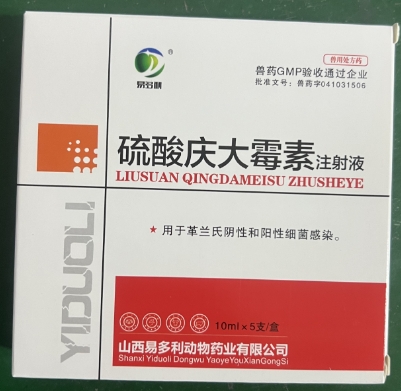 兽用处方药
兽药GMP验收通过企业
批准文号：兽药字041031506
易多利
®
硫酸庆大霉素注射液
LIUSUAN QINGDAMEISU ZHUSHEYE
★ 用于革兰氏阴性和阳性细菌感染。
YIDUOLI
10ml×5支/盒
山西易多利动物药业有限公司
Shanxi Yiduoli Dongwu YaoyeYouXianGongSi